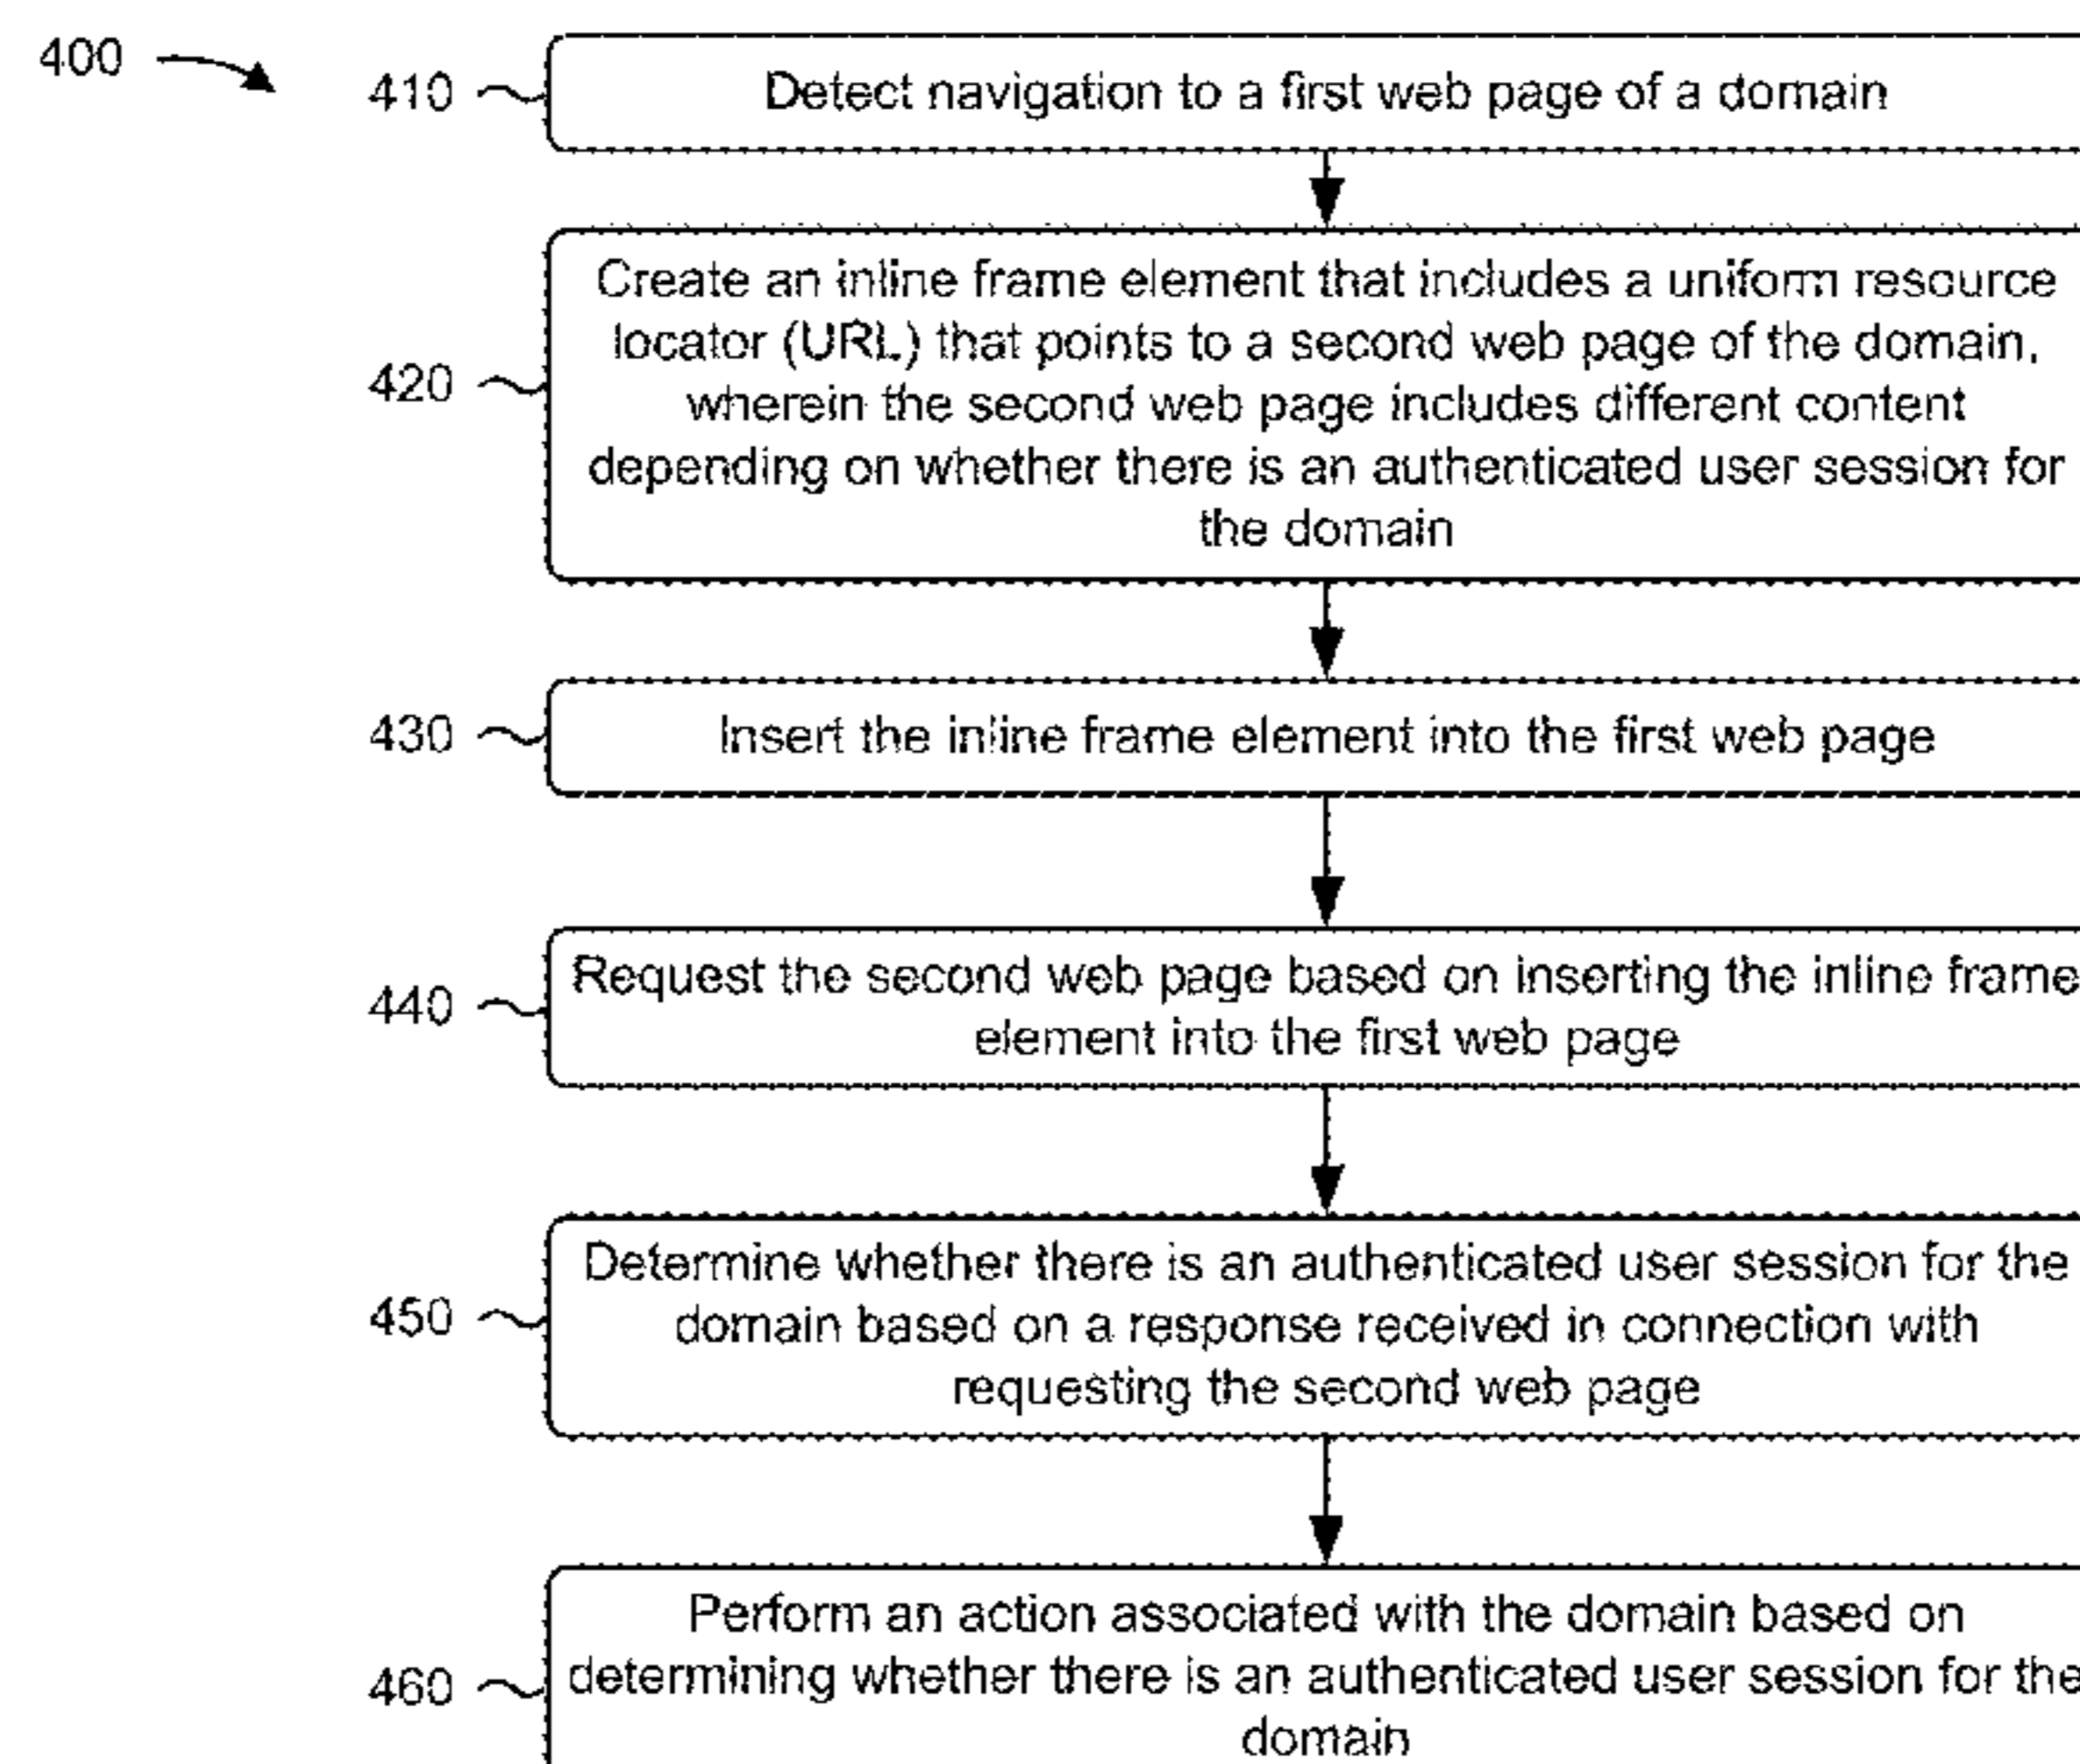 400
410
Detect navigation to a first web page of a domain
Create an inline frame element that includes a uniform resource
locator (URL) that points to a second web page of the domain,
420
wherein the second web page includes different content
depending on whether there is an authenticated user session for
the domain
430
Insert the inline frame element into the first web page
Request the second web page based on inserting the inline frame
440
element into the first web page
Determine whether there is an authenticated user session for the
450
domain based on a response received in connection with
requesting the second web page
Perform an action associated with the domain based on
460
determining whether there is an authenticated user session for the
domain